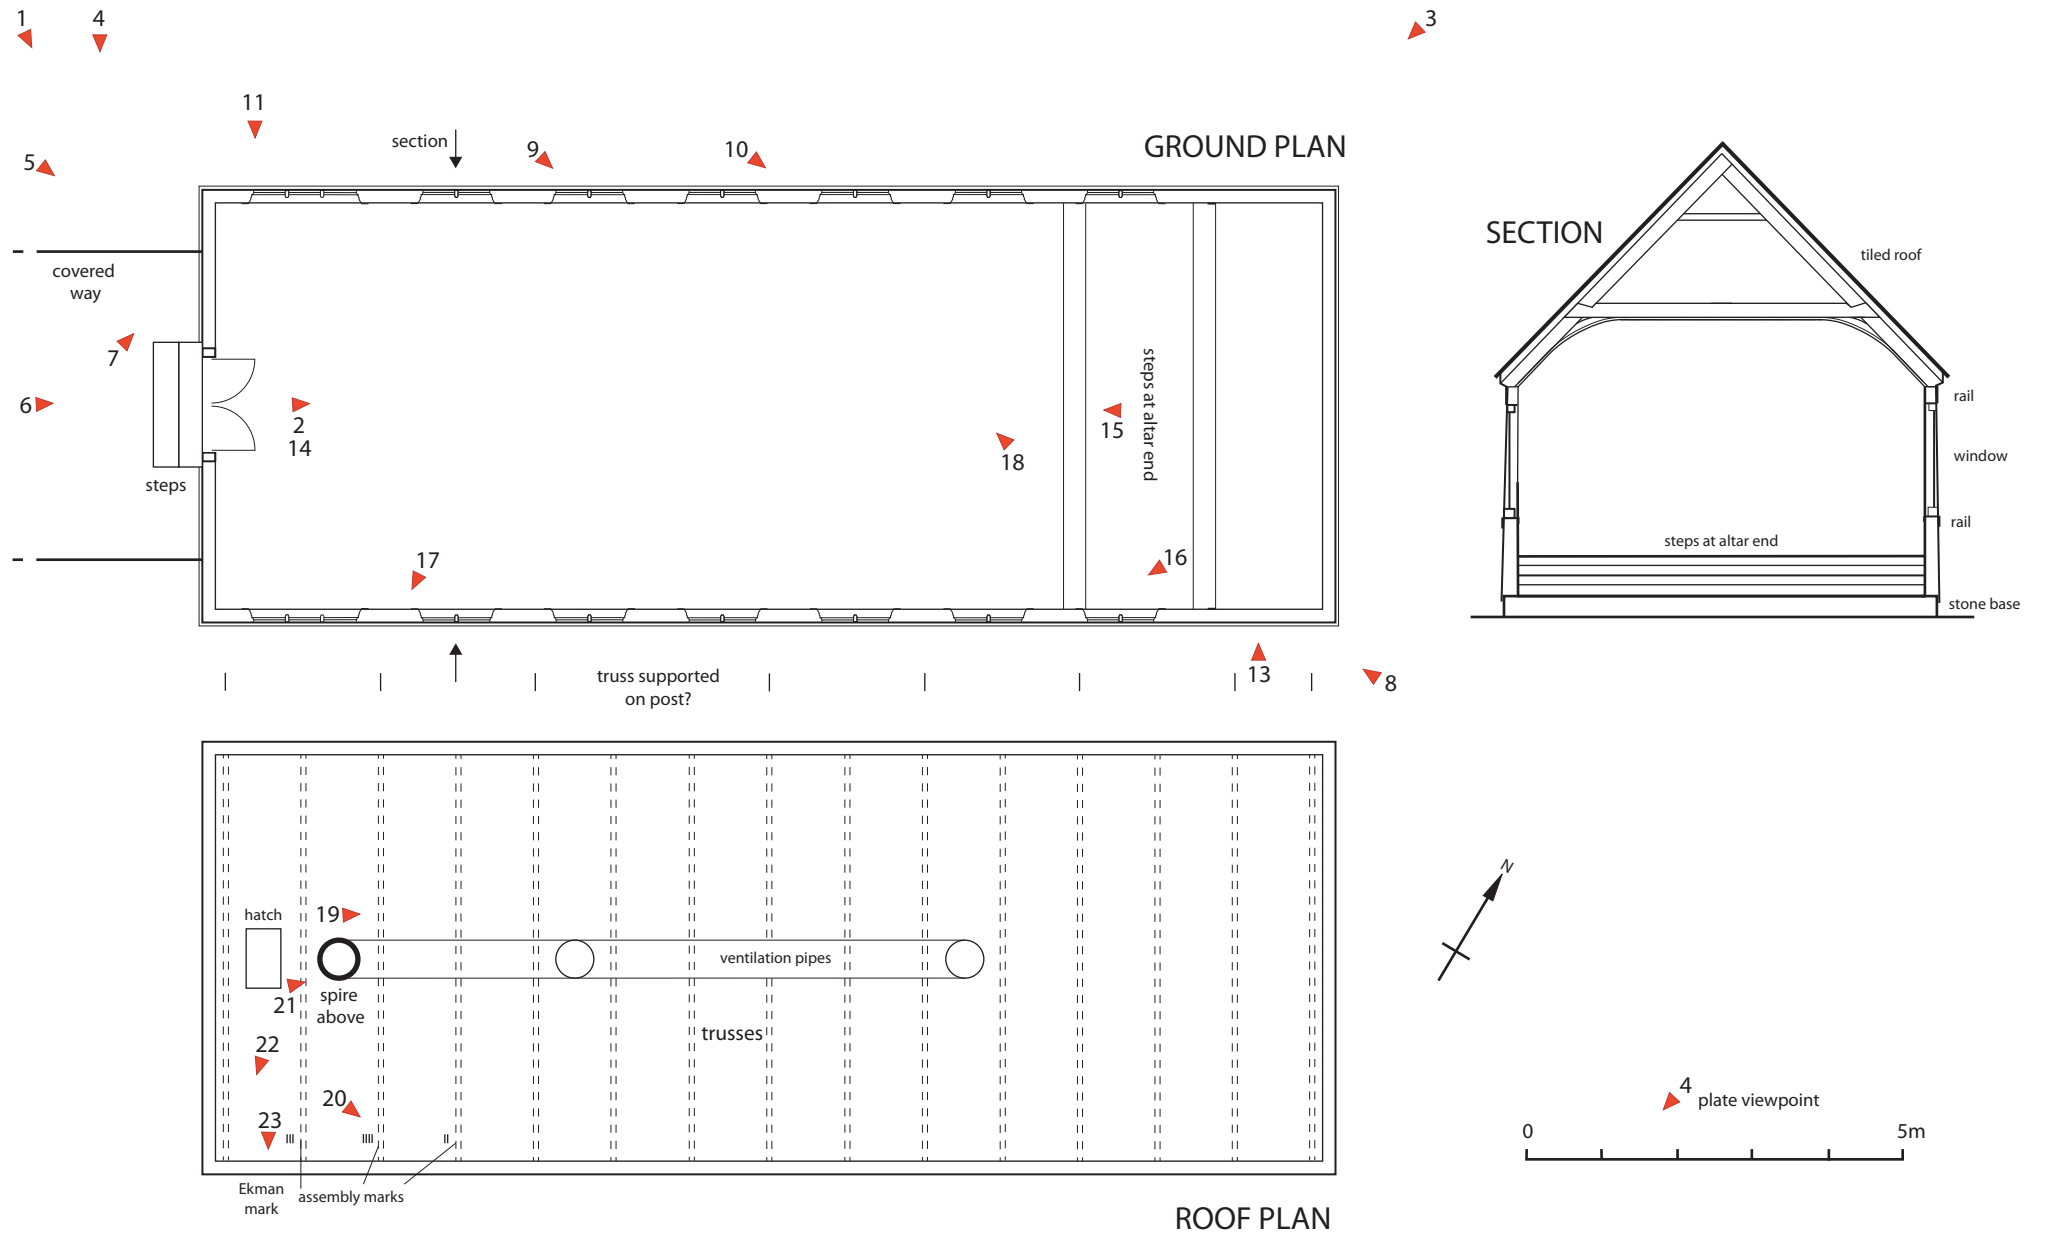 1
4
3
11
section
9
10
GROUND PLAN
5
covered
way
7
6
2
14
steps
18
15
steps at altar end
17
16
13
8
truss supported
on post?
SECTION
tiled roof
rail
window
rail
steps at altar end
stone base
hatch
19
ventilation pipes
21
spire
above
trusses
22
20
23
III
IIII
II
Ekman
mark
assembly marks
ROOF PLAN
N
4
plate viewpoint
0
5m